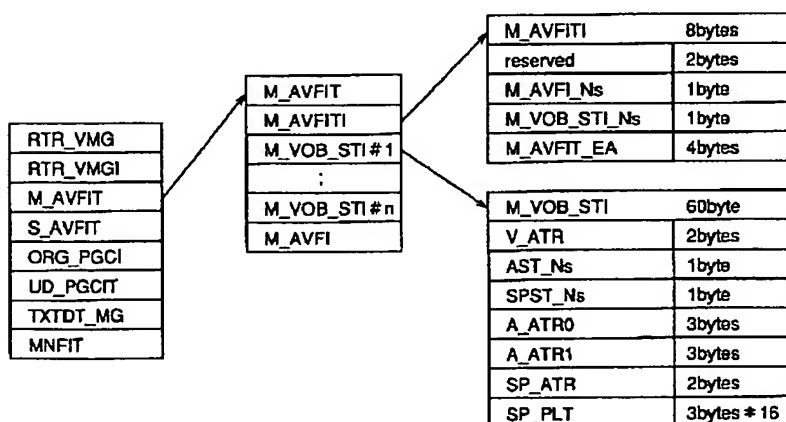 RTR_VMG
RTR_VMGI
M_AVFIT
S_AVFIT
ORG_PGCI
UD_PGCIT
TXTDT_MG
MNFIT
M_AVFIT
M_AVFITI
M_VOB_STI#1
:
M_VOB_STI#n
M_AVFI
M_AVFITI 8bytes
reserved 2bytes
M_AVFI_Ns 1byte
M_VOB_STI_Ns 1byte
M_AVFIT_EA 4bytes
M_VOB_STI 60byte
V_ATR 2bytes
AST_Ns 1byte
SPST_Ns 1byte
A_ATR0 3bytes
A_ATR1 3bytes
SP_ATR 2bytes
SP_PLT 3bytes*16